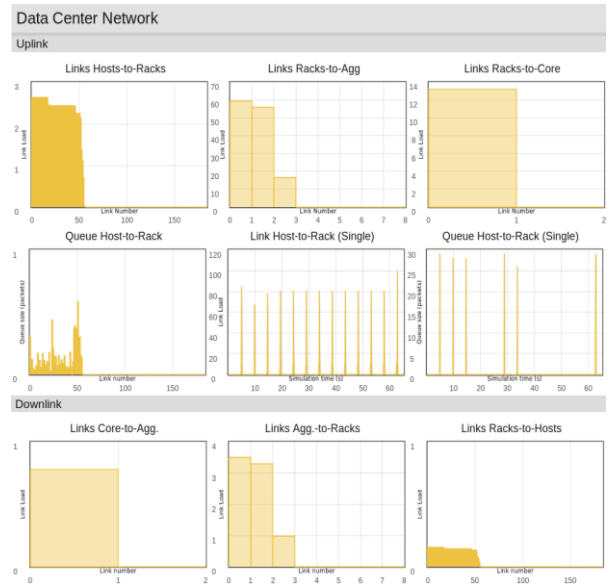 Data Center Network
Uplink
Links Hosts-to-Racks
Links Racks-to-Agg
Links Racks-to-Core
3
2
1
0
Link Load
0 50 100 150
Link Number
70
60
50
40
30
20
10
0
Link Load
0 1 2 3 4 5 6 7 8
Link Number
14
12
10
8
6
4
2
0
Link Load
0 1 2
Link Number
Queue Host-to-Rack
Link Host-to-Rack (Single)
Queue Host-to-Rack (Single)
1
0
Queue size (packets)
0 50 100 150
Link number
120
100
80
60
40
20
0
Link Load
10 20 30 40 50 60
Simulation time (s)
30
25
20
15
10
5
0
Queue size (packets)
10 20 30 40 50 60
Simulation time (s)
Downlink
Links Core-to-Agg.
Links Agg.-to-Racks
Links Racks-to-Hosts
1
0
Link Load
0 1 2
Link number
4
3
2
1
0
Link Load
0 1 2 3 4 5 6 7 8
Link number
1
0
Link Load
0 50 100 150
Link number